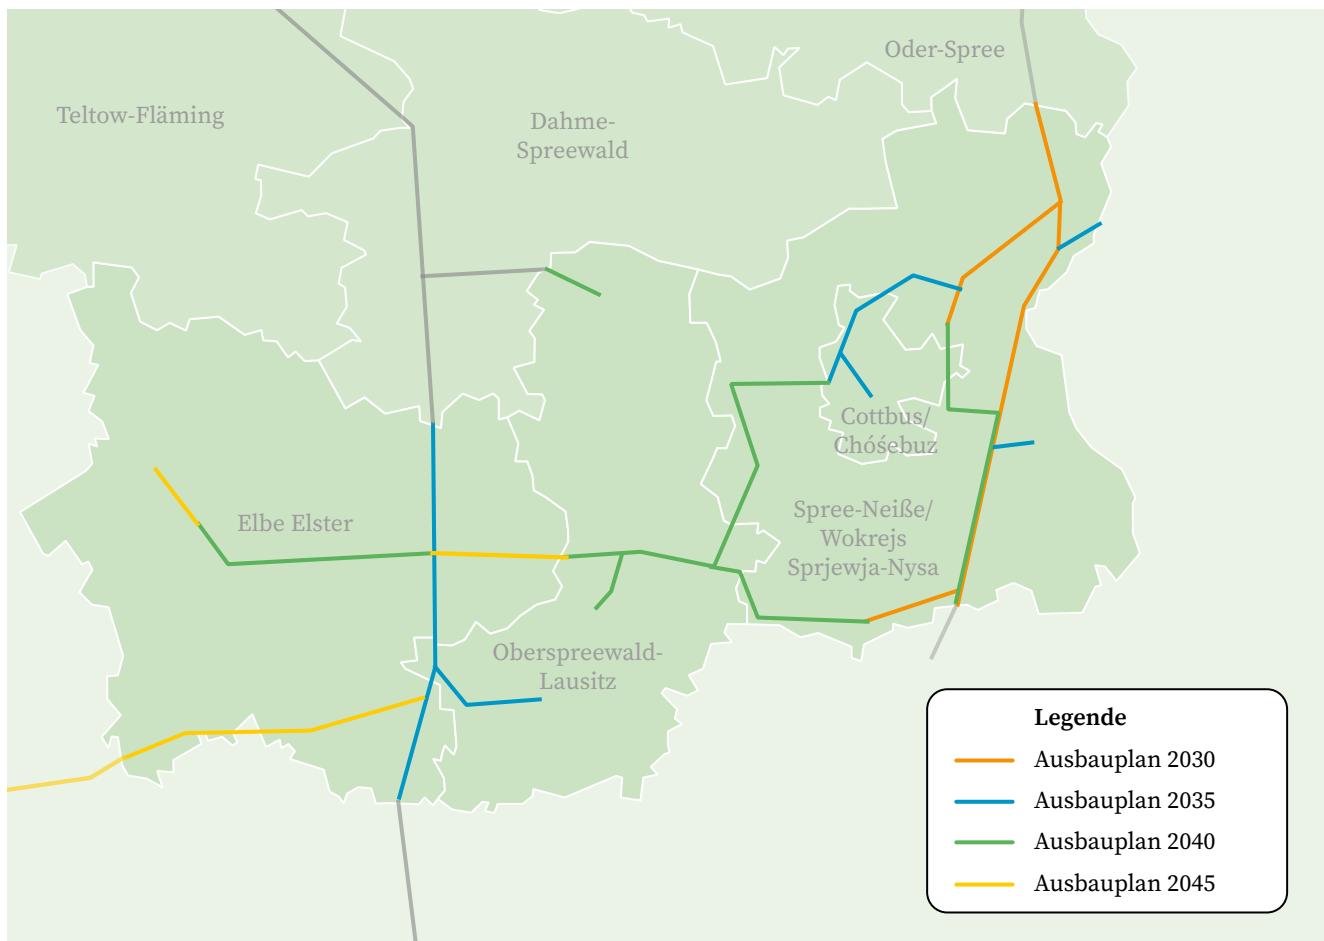 Oder-Spree
Teltow-Fläming
Dahme-
Spreewald
Cottbus/
Chóśebuz
Elbe Elster
Spree-Neiße/
Wokrejs
Sprjewja-Nysa
Oberspreewald-
Lausitz
Legende
Ausbauplan 2030
Ausbauplan 2035
Ausbauplan 2040
Ausbauplan 2045